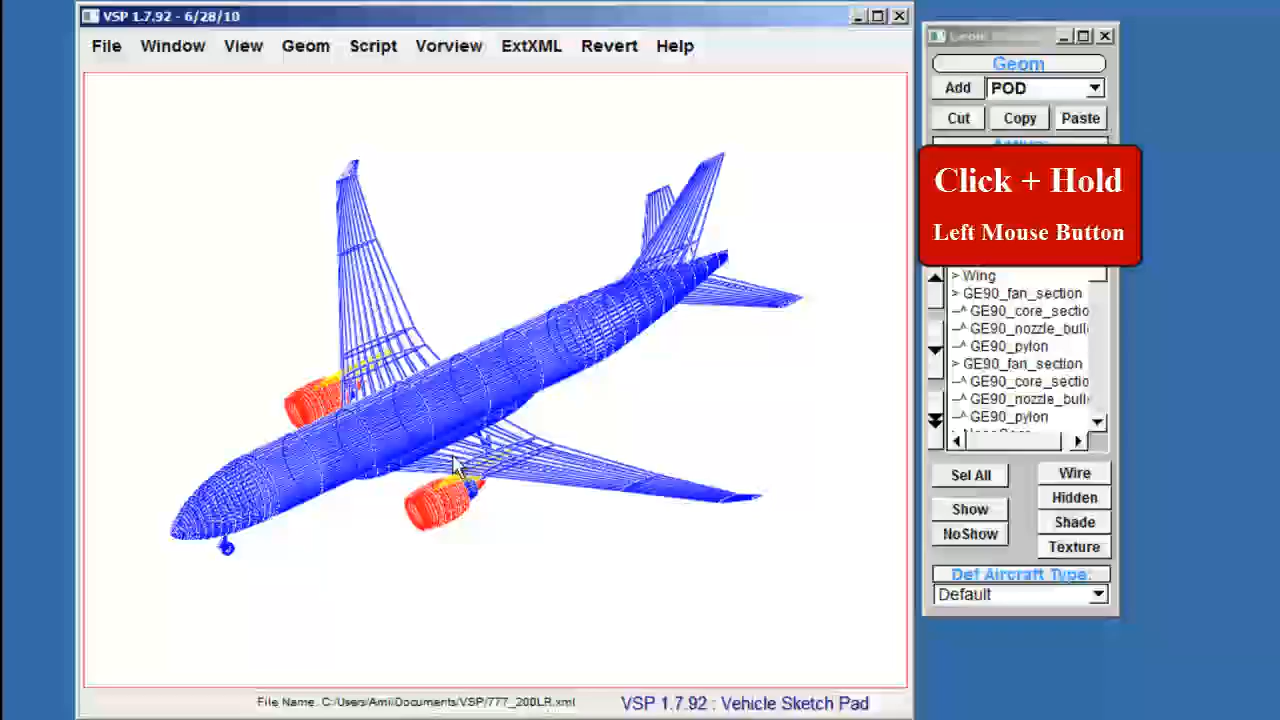 VSP 1.7.92 - 6/28/10
File Window View Geom Script Vorview ExtXML Revert Help
Geom
Add POD
Cut Copy Paste
Click + Hold
Left Mouse Button
> Wing
> GE90_fan_section
--^ GE90_core_sectio
--^ GE90_nozzle_bull
--^ GE90_pylon
> GE90_fan_section
--^ GE90_core_sectio
--^ GE90_nozzle_bull
--^ GE90_pylon
Sel All
Wire
Hidden
Show
Shade
NoShow
Texture
Def Aircraft Type:
Default
File Name: C:/Users/Ami/Documents/VSP/777_200LR.xml
VSP 1.7.92 : Vehicle Sketch Pad